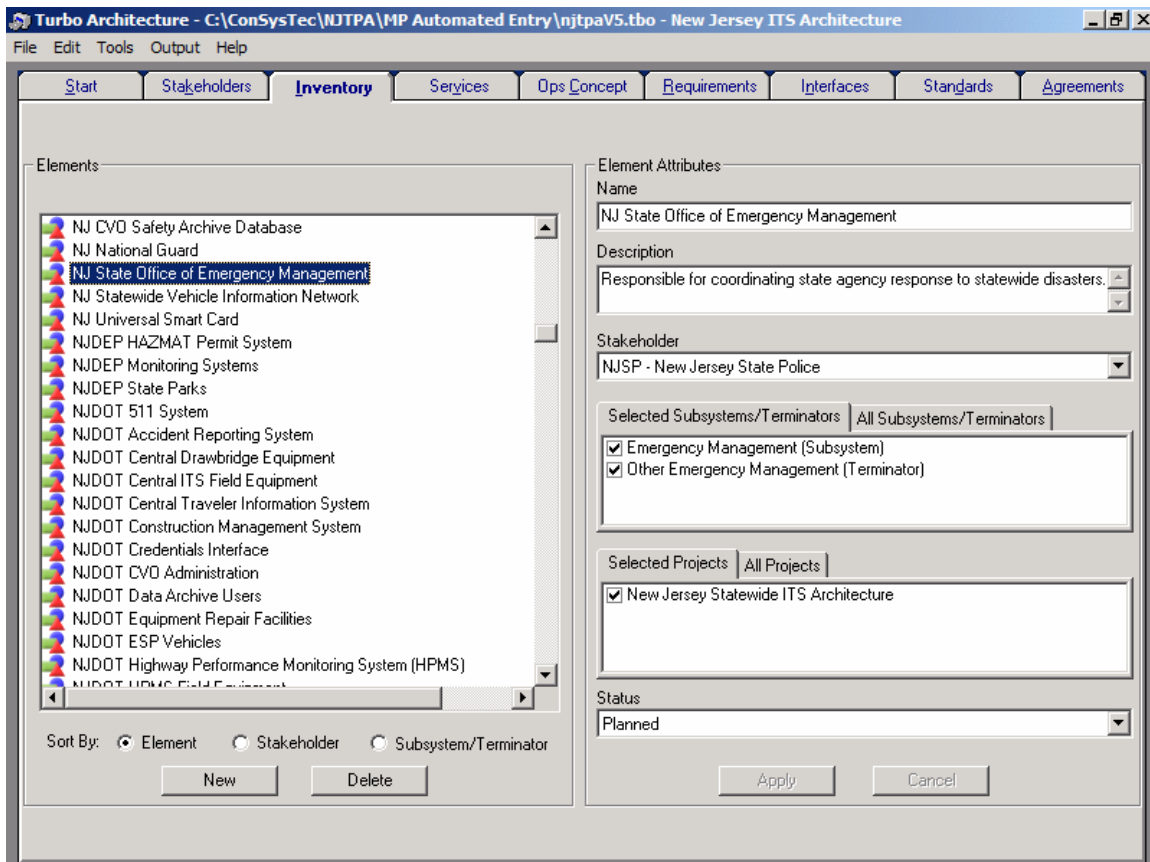 Turbo Architecture - C:\ConSysTec\NJTPA\MP Automated Entry\njtpaV5.tbo - New Jersey ITS Architecture
File Edit Tools Output Help
Start Stakeholders Inventory Services Ops Concept Requirements Interfaces Standards Agreements
Elements
NJ CVO Safety Archive Database
NJ National Guard
NJ State Office of Emergency Management
NJ Statewide Vehicle Information Network
NJ Universal Smart Card
NJDEP HAZMAT Permit System
NJDEP Monitoring Systems
NJDEP State Parks
NJDOT 511 System
NJDOT Accident Reporting System
NJDOT Central Drawbridge Equipment
NJDOT Central ITS Field Equipment
NJDOT Central Traveler Information System
NJDOT Construction Management System
NJDOT Credentials Interface
NJDOT CVO Administration
NJDOT Data Archive Users
NJDOT Equipment Repair Facilities
NJDOT ESP Vehicles
NJDOT Highway Performance Monitoring System (HPMS)
NJDOT HPMS Field Equipment
Sort By: Element Stakeholder Subsystem/Terminator
New Delete
Element Attributes
Name
NJ State Office of Emergency Management
Description
Responsible for coordinating state agency response to statewide disasters.
Stakeholder
NJSP - New Jersey State Police
Selected Subsystems/Terminators All Subsystems/Terminators
Emergency Management (Subsystem)
Other Emergency Management (Terminator)
Selected Projects All Projects
New Jersey Statewide ITS Architecture
Status
Planned
Apply Cancel